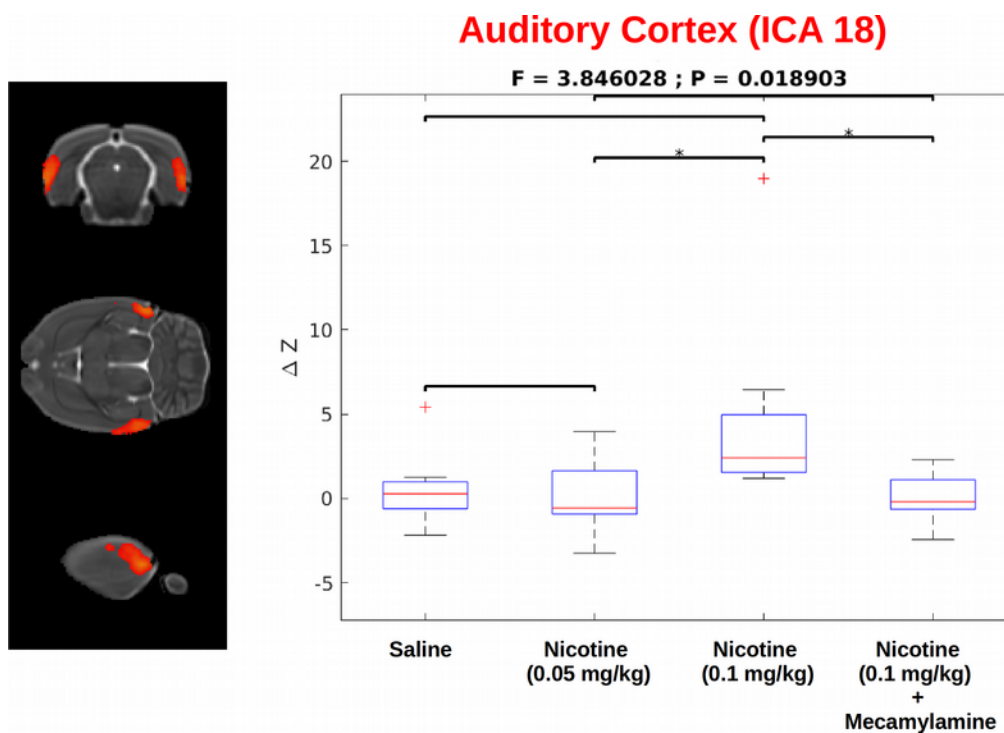 Auditory Cortex (ICA 18)
F = 3.846028 ; P = 0.018903
*
*
20
15
10
5
0
-5
Δ Z
Saline
Nicotine
(0.05 mg/kg)
Nicotine
(0.1 mg/kg)
Nicotine
(0.1 mg/kg)
+
Mecamylamine